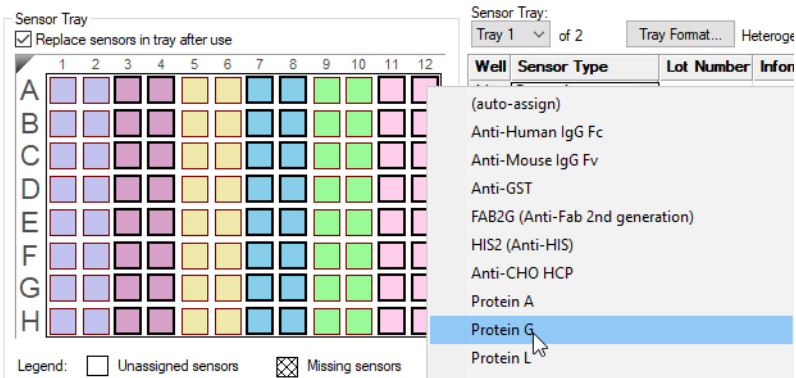 Sensor Tray
Replace sensors in tray after use
1 2 3 4 5 6 7 8 9 10 11 12
A
B
C
D
E
F
G
H
Legend: Unassigned sensors Missing sensors
Sensor Tray:
Tray 1 of 2 Tray Format...
Well Sensor Type Lot Number
(auto-assign)
Anti-Human IgG Fc
Anti-Mouse IgG Fv
Anti-GST
FAB2G (Anti-Fab 2nd generation)
HIS2 (Anti-HIS)
Anti-CHO HCP
Protein A
Protein G
Protein L